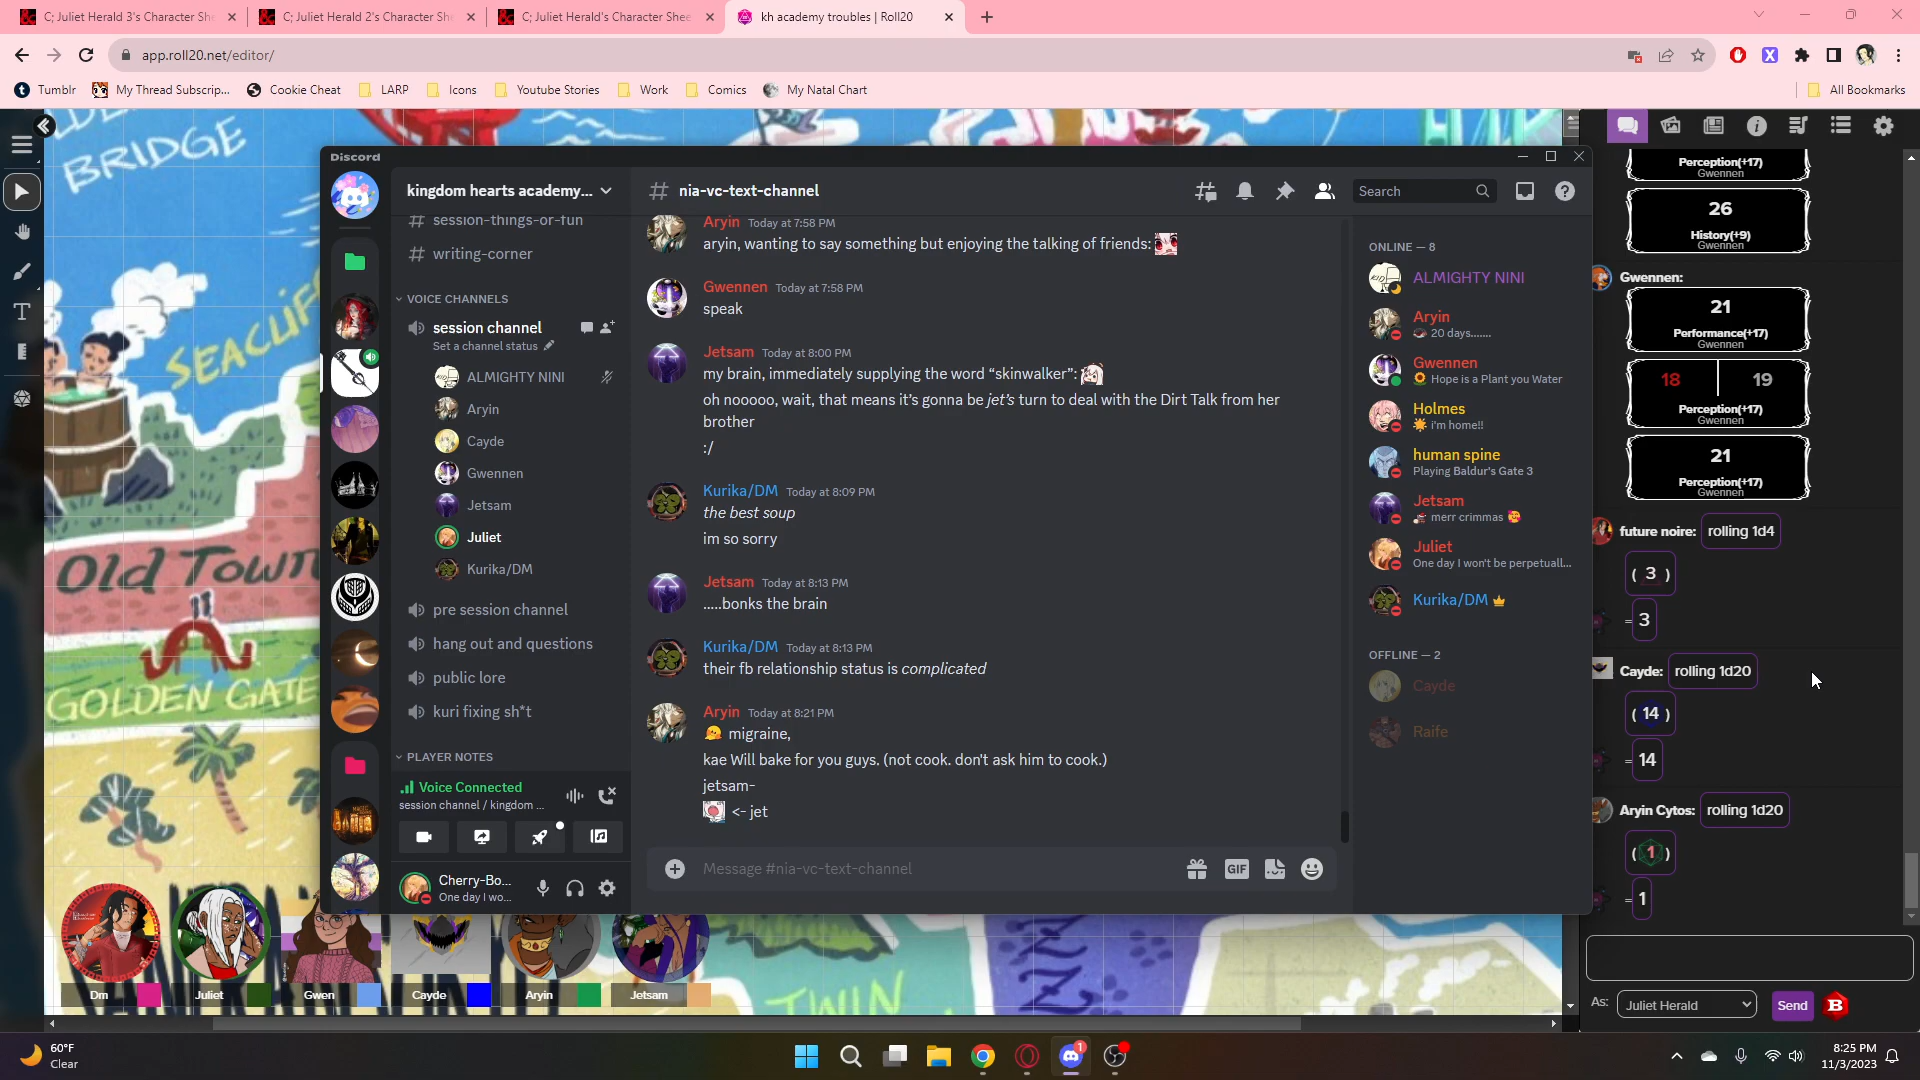 C; Juliet Herald 3's Character She
C; Juliet Herald 2's Character She
C; Juliet Herald's Character Shee
kh academy troubles | Roll20
app.roll20.net/editor/
Tumblr
My Thread Subscrip...
Cookie Cheat
LARP
Icons
Youtube Stories
Work
Comics
My Natal Chart
All Bookmarks
BRIDGE
SEACLIFF
Old Town
GOLDEN GATE
TWIN
Discord
kingdom hearts academy...
session-things-or-fun
writing-corner
VOICE CHANNELS
session channel
Set a channel status
ALMIGHTY NINI
Aryin
Cayde
Gwennen
Jetsam
Juliet
Kurika/DM
pre session channel
hang out and questions
public lore
kuri fixing sh*t
PLAYER NOTES
Voice Connected
session channel / kingdom ...
Cherry-Bo...
One day I wo...
nia-vc-text-channel
Search
Aryin Today at 7:58 PM
aryin, wanting to say something but enjoying the talking of friends:
Gwennen Today at 7:58 PM
speak
Jetsam Today at 8:00 PM
my brain, immediately supplying the word “skinwalker”:
oh nooooo, wait, that means it’s gonna be jet’s turn to deal with the Dirt Talk from her
brother
:/
Kurika/DM Today at 8:09 PM
the best soup
im so sorry
Jetsam Today at 8:13 PM
.....bonks the brain
Kurika/DM Today at 8:13 PM
their fb relationship status is complicated
Aryin Today at 8:21 PM
migraine,
kae Will bake for you guys. (not cook. don't ask him to cook.)
jetsam-
<- jet
Message #nia-vc-text-channel
GIF
ONLINE — 8
ALMIGHTY NINI
Aryin
20 days.......
Gwennen
Hope is a Plant you Water
Holmes
i'm home!!
human spine
Playing Baldur's Gate 3
Jetsam
merr crimmas
Juliet
One day I won't be perpetuall...
Kurika/DM
OFFLINE — 2
Cayde
Raife
Perception(+17)
Gwennen
26
History(+9)
Gwennen
Gwennen:
21
Performance(+17)
Gwennen
18 19
Perception(+17)
Gwennen
21
Perception(+17)
Gwennen
future noire: rolling 1d4
( 3 )
= 3
Cayde: rolling 1d20
( 14 )
= 14
Aryin Cytos: rolling 1d20
( 1 )
= 1
As: Juliet Herald
Send
B
Dm
Juliet
Gwen
Cayde
Aryin
Jetsam
60°F
Clear
1
8:25 PM
11/3/2023